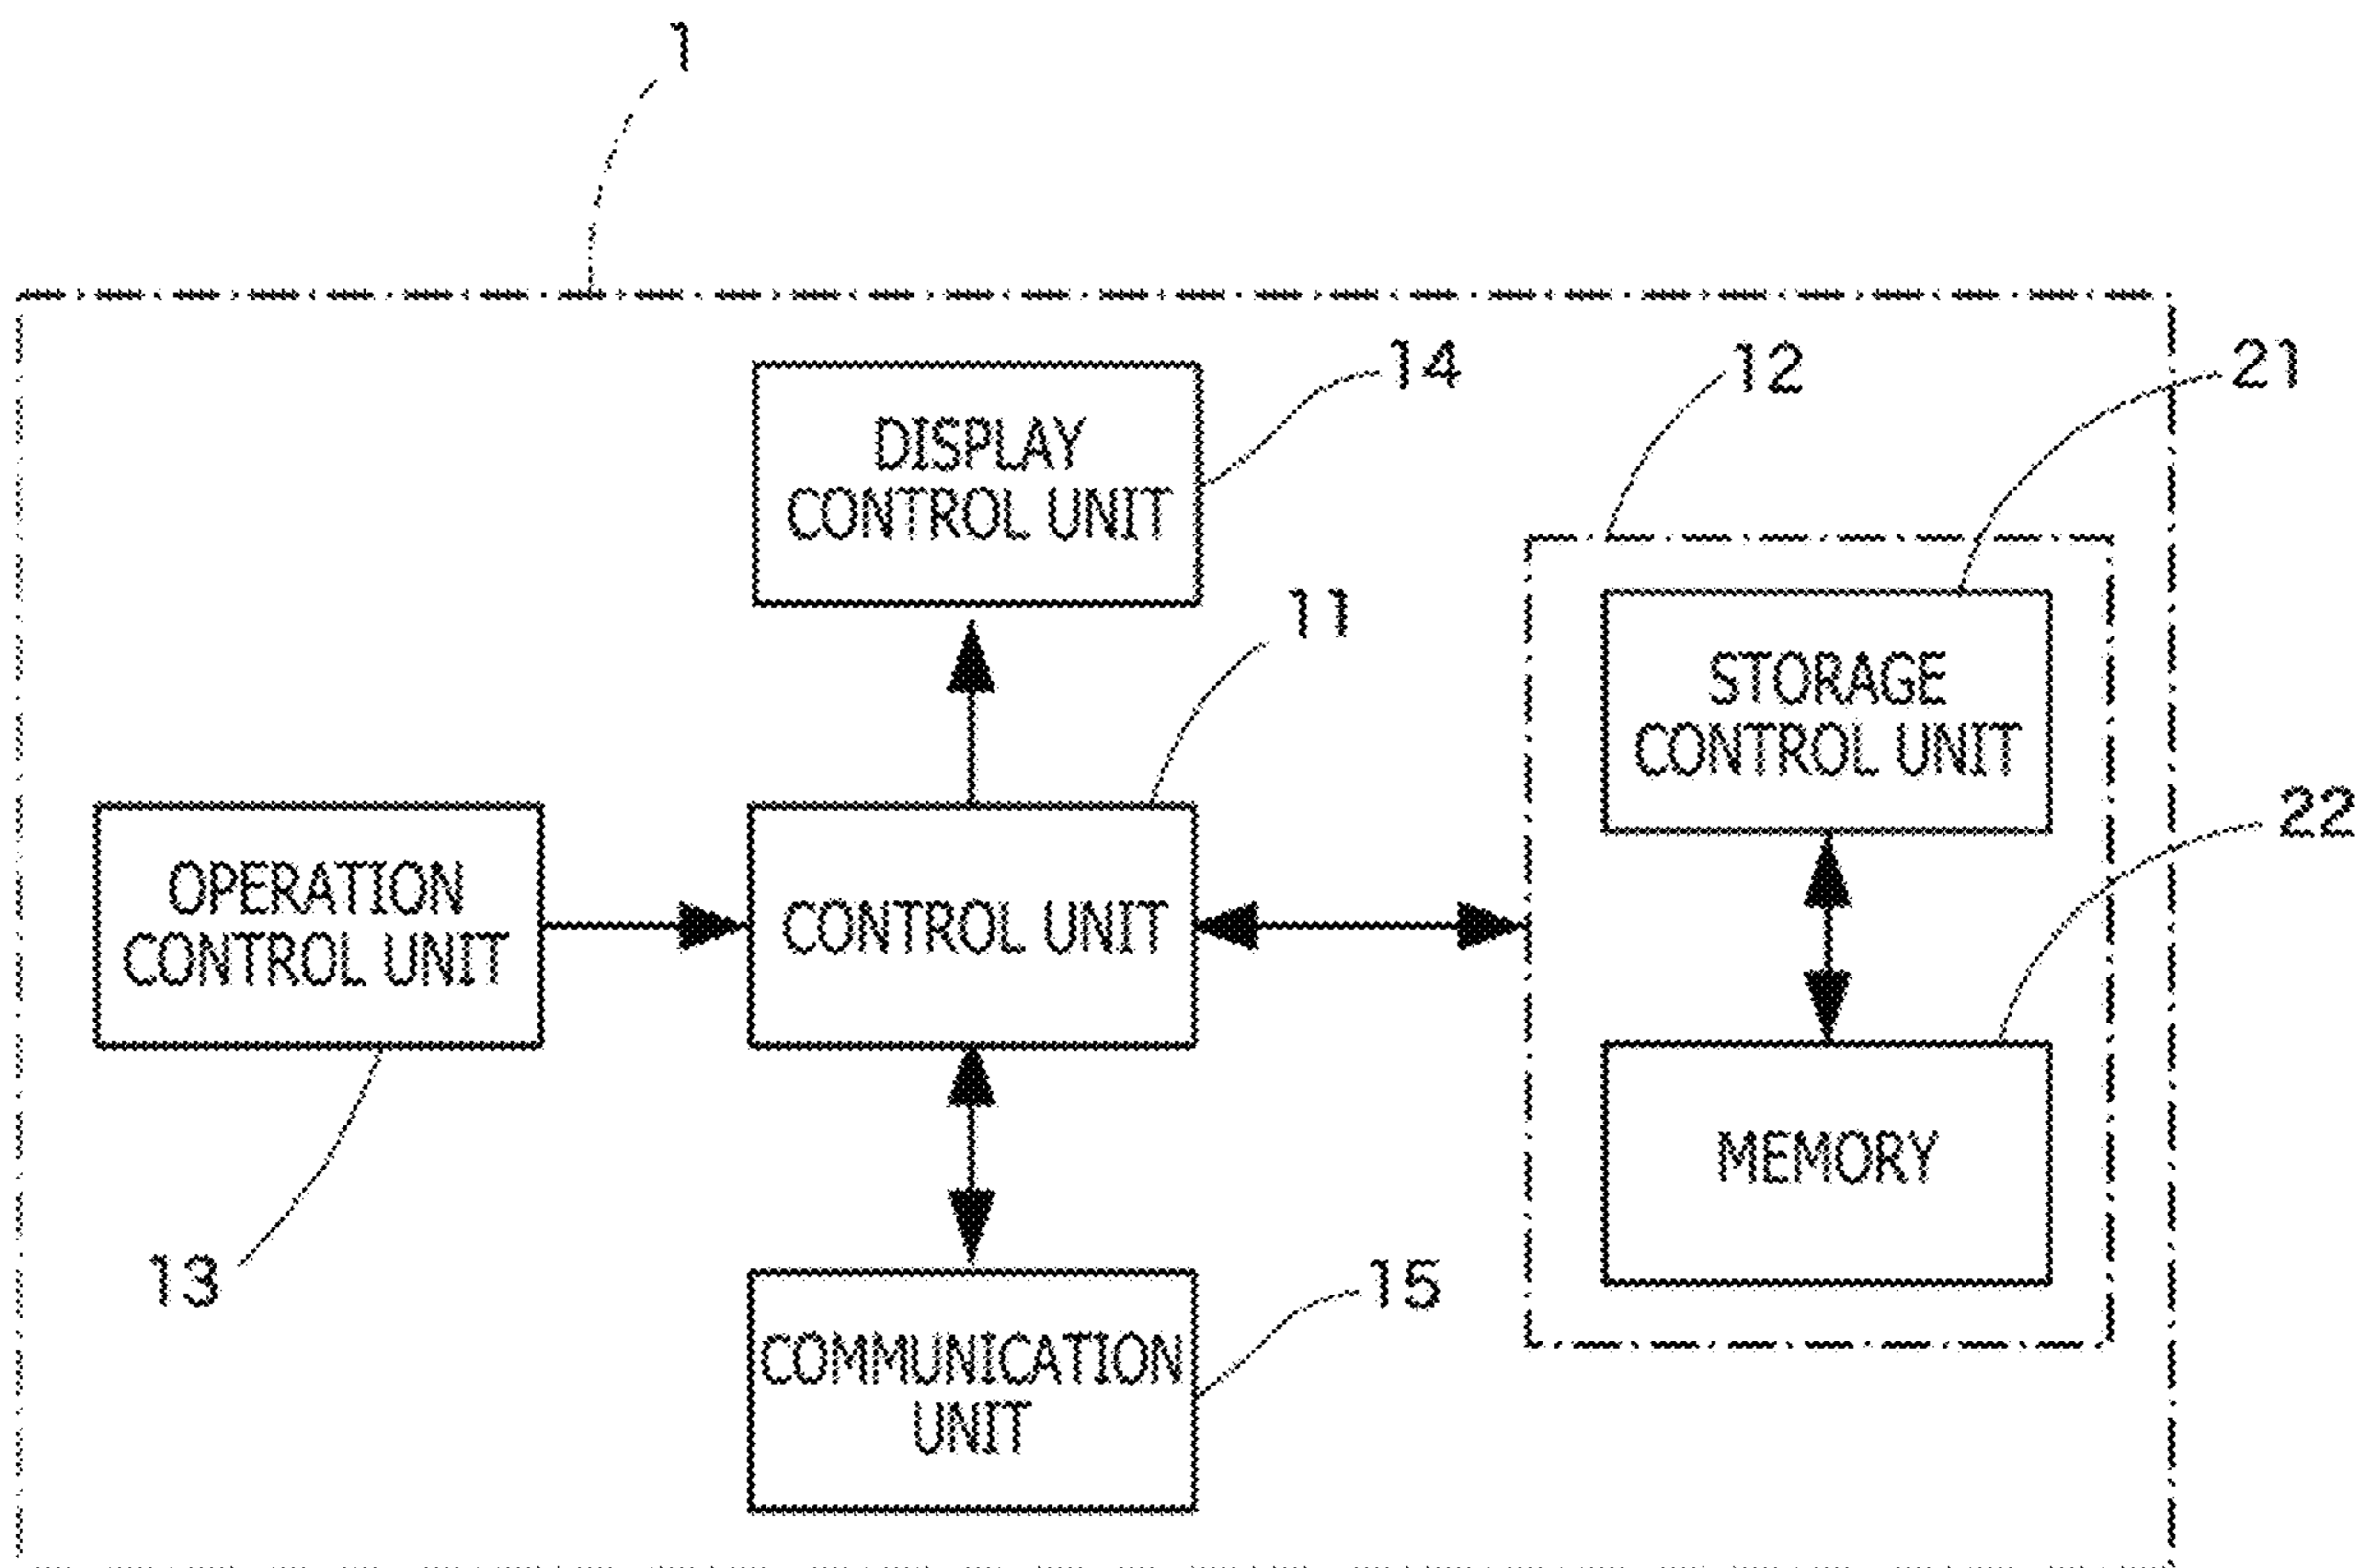 1
14
12
21
DISPLAY
CONTROL UNIT
11
STORAGE
CONTROL UNIT
22
OPERATION
CONTROL UNIT
CONTROL UNIT
MEMORY
13
15
COMMUNICATION
UNIT